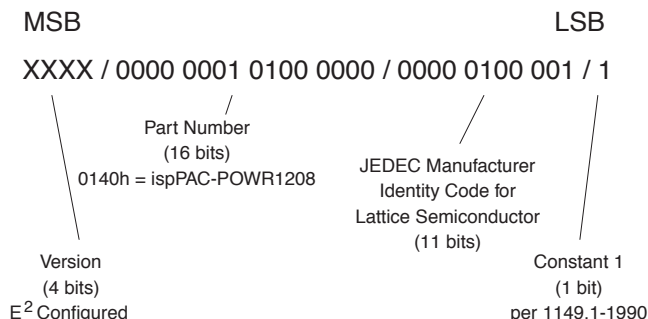 MSB LSB
XXXX / 0000 0001 0100 0000 / 0000 0100 001 / 1
Part Number
(16 bits)
0140h = ispPAC-POWR1208
JEDEC Manufacturer
Identity Code for
Lattice Semiconductor
(11 bits)
Version
(4 bits)
E² Configured
Constant 1
(1 bit)
per 1149.1-1990